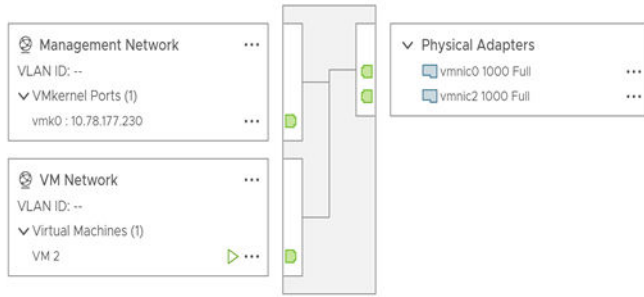 Management Network ...
VLAN ID: --
VMkernel Ports (1)
vmk0 : 10.78.177.230 ...
VM Network ...
VLAN ID: --
Virtual Machines (1)
VM 2 ...
Physical Adapters
vmnic0 1000 Full ...
vmnic2 1000 Full ...